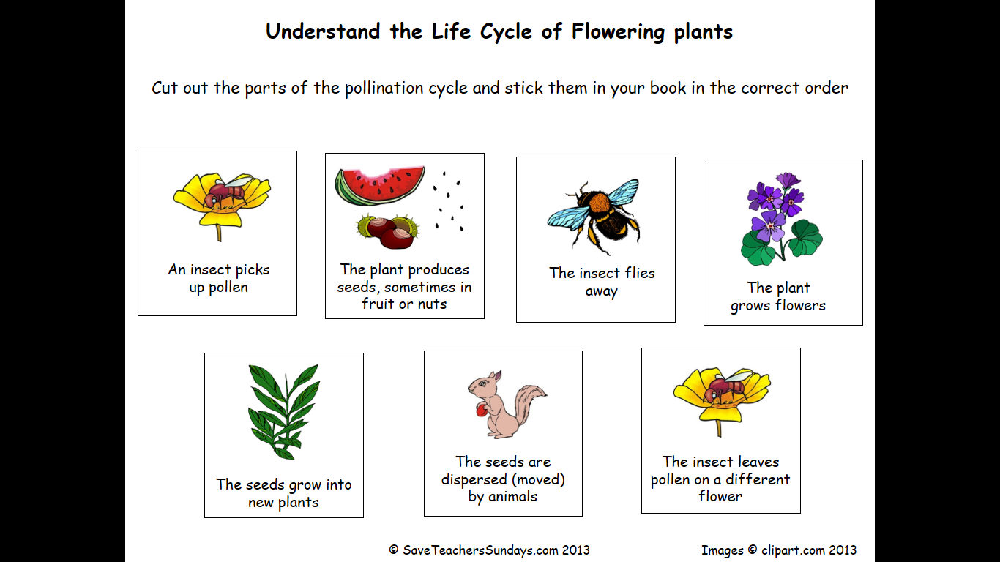 Understand the Life Cycle of Flowering plants
Cut out the parts of the pollination cycle and stick them in your book in the correct order
An insect picks
up pollen
The plant produces
seeds, sometimes in
fruit or nuts
The insect flies
away
The plant
grows flowers
The seeds grow into
new plants
The seeds are
dispersed (moved)
by animals
The insect leaves
pollen on a different
flower
© SaveTeachersSundays.com 2013
Images © clipart.com 2013